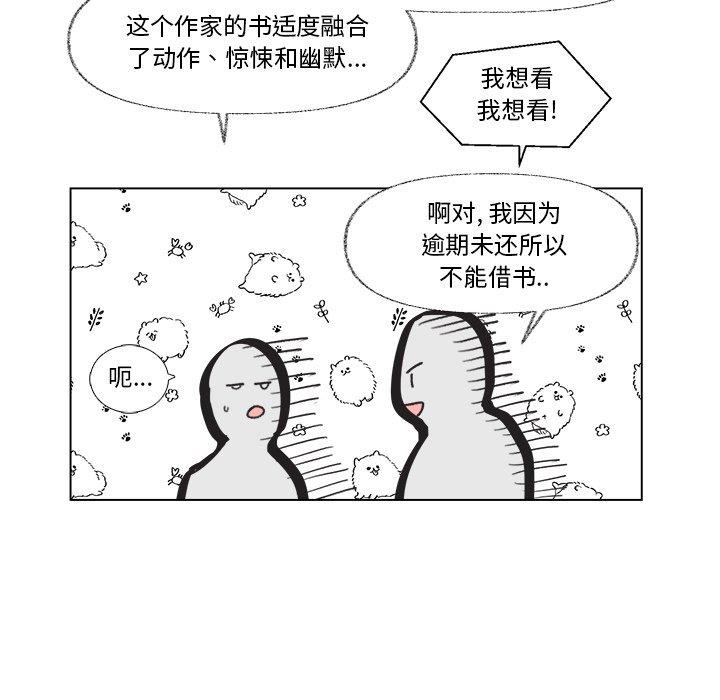 这个作家的书适度融合
了动作、惊悚和幽默...
我想看
我想看!
啊对, 我因为
逾期未还所以
不能借书..
呃...